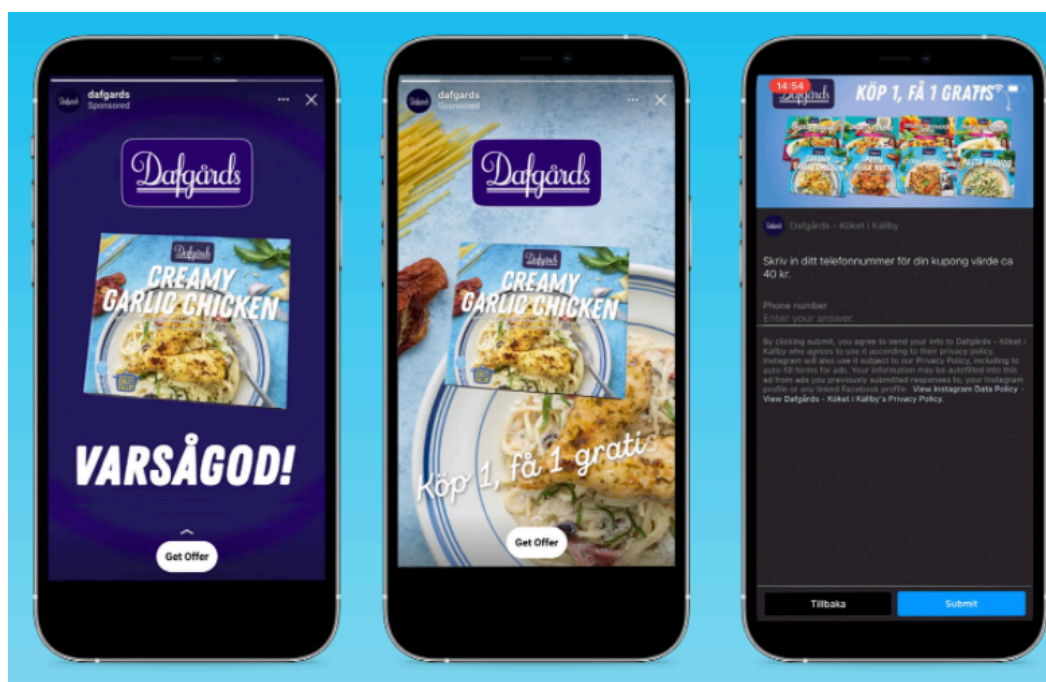 dafgards
Sponsored
Dafgårds
Dafgårds
CREAMY
GARLIC CHICKEN
VARSÅGOD!
Get Offer
dafgards
Sponsored
Dafgårds
Dafgårds
CREAMY
GARLIC CHICKEN
Köp 1, få 1 gratis
Get Offer
14:54
Dafgårds
KÖP 1, FÅ 1 GRATIS
CREAMY
GARLIC CHICKEN
PASTA
Dafgårds - Köket i Källby
Skriv in ditt telefonnummer för din kupong värde ca
40 kr.
Phone number
Enter your answer.
By clicking submit, you agree to send your info to Dafgårds - Köket i
Källby who agrees to use it according to their privacy policy.
Instagram will also use it subject to our Privacy Policy, including to
auto-fill forms for ads. Your information may be autofilled into this
ad from ads you previously submitted responses to, your Instagram
profile or any linked Facebook profile. View Instagram Data Policy ·
View Dafgårds - Köket i Källby's Privacy Policy.
Tillbaka
Submit